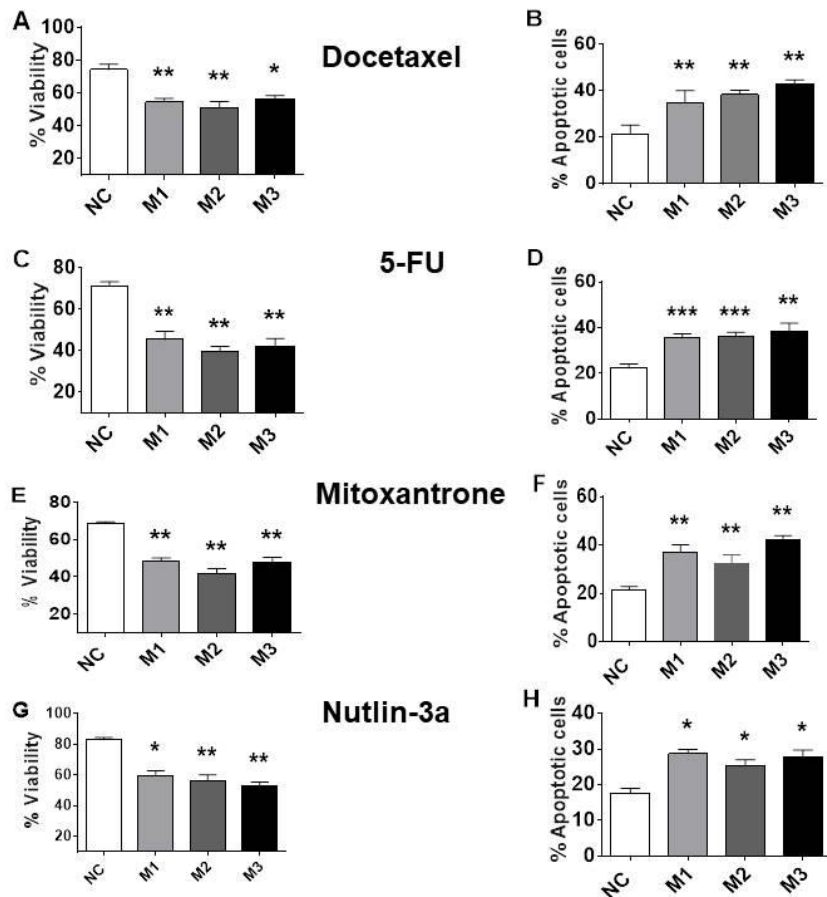 A
% Viability
100
80
60
40
20
** ** *
NC M1 M2 M3
Docetaxel
B
% Apoptotic cells
60
40
20
0
** ** **
NC M1 M2 M3
C
% Viability
80
60
40
20
** ** **
NC M1 M2 M3
5-FU
D
% Apoptotic cells
60
40
20
0
*** *** **
NC M1 M2 M3
E
% Viability
80
60
40
20
** ** **
NC M1 M2 M3
Mitoxantrone
F
% Apoptotic cells
60
40
20
0
** ** **
NC M1 M2 M3
G
% Viability
100
80
60
40
20
* ** **
NC M1 M2 M3
Nutlin-3a
H
% Apoptotic cells
40
30
20
10
0
* * *
NC M1 M2 M3